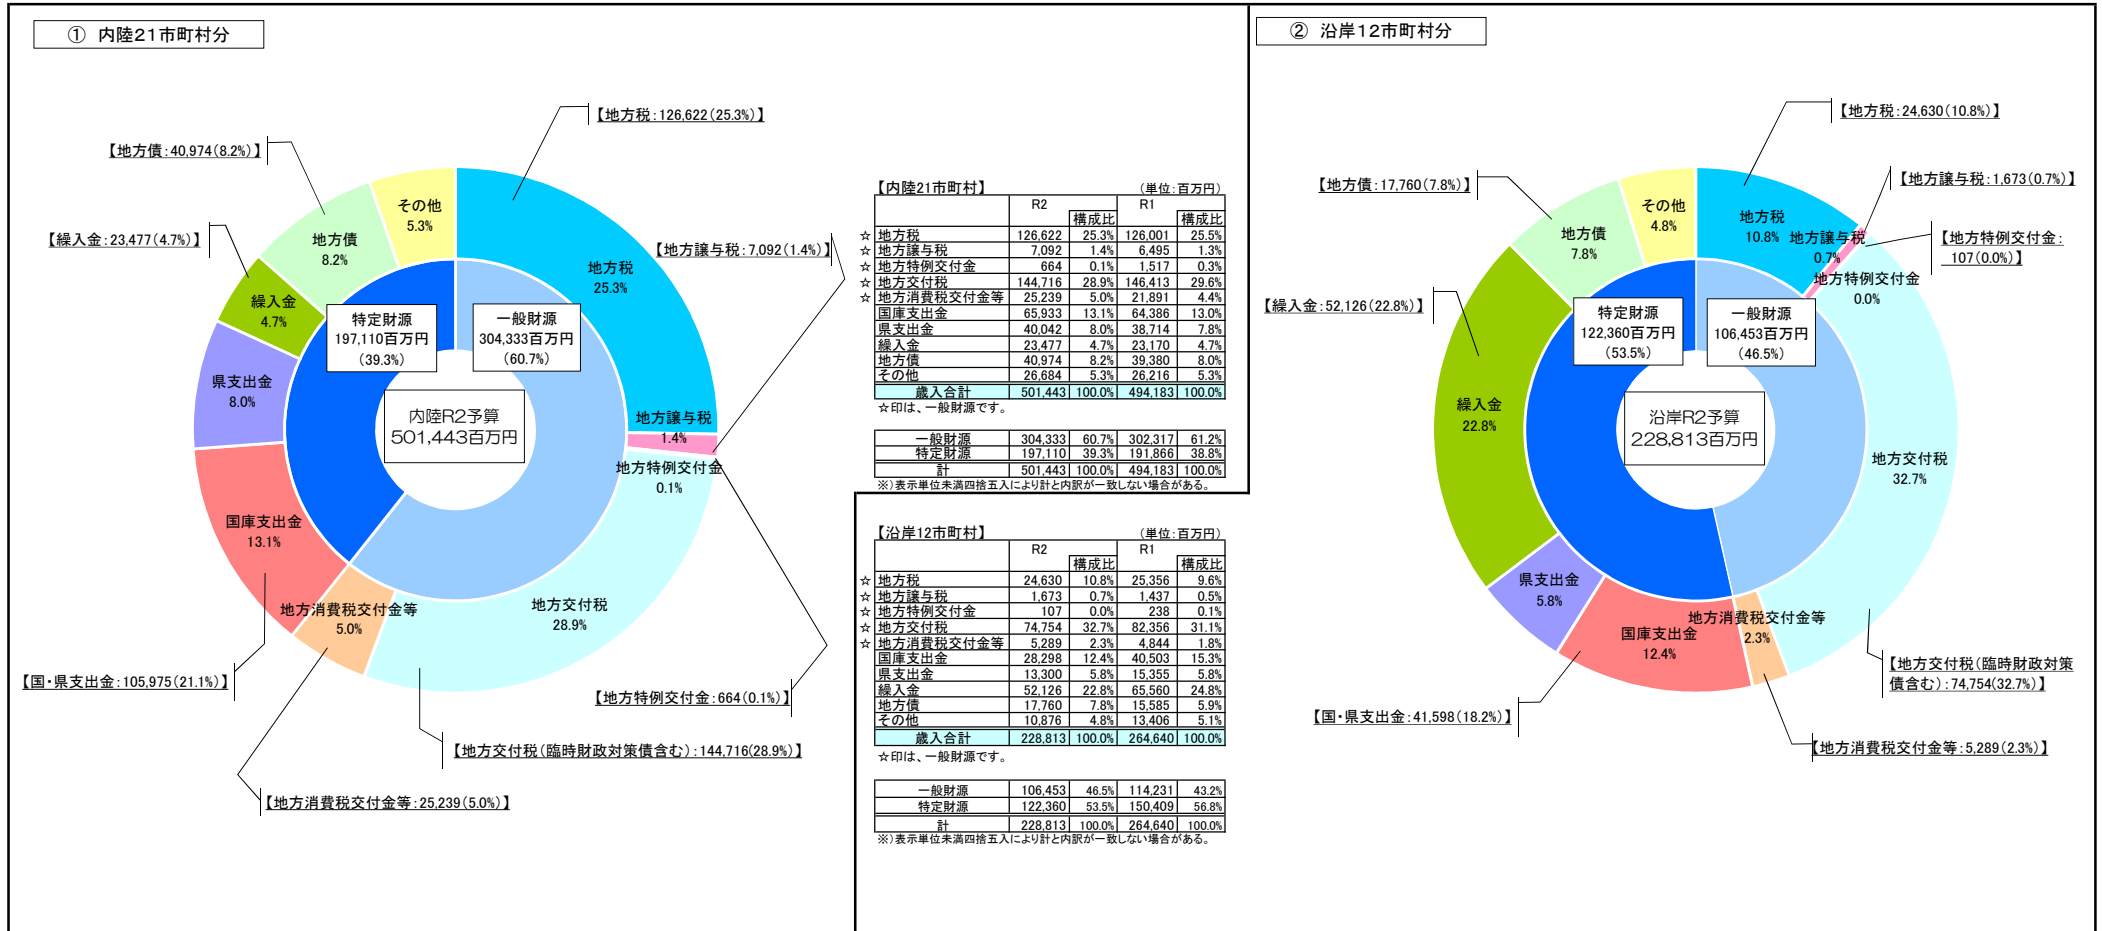 ① 内陸21市町村分
【地方税:126,622(25.3%)】
【地方債:40,974(8.2%)】
【繰入金:23,477(4.7%)】
【地方譲与税:7,092(1.4%)】
その他
5.3%
地方債
8.2%
繰入金
4.7%
県支出金
8.0%
国庫支出金
13.1%
地方消費税交付金等
5.0%
地方交付税
28.9%
地方特例交付金
0.1%
地方譲与税
1.4%
地方税
25.3%
特定財源
197,110百万円
(39.3%)
一般財源
304,333百万円
(60.7%)
内陸R2予算
501,443百万円
【国・県支出金:105,975(21.1%)】
【地方特例交付金:664(0.1%)】
【地方交付税(臨時財政対策債含む):144,716(28.9%)】
【地方消費税交付金等:25,239(5.0%)】
【内陸21市町村】 (単位:百万円)
R2 R1
構成比 構成比
☆ 地方税 126,622 25.3% 126,001 25.5%
☆ 地方譲与税 7,092 1.4% 6,495 1.3%
☆ 地方特例交付金 664 0.1% 1,517 0.3%
☆ 地方交付税 144,716 28.9% 146,413 29.6%
☆ 地方消費税交付金等 25,239 5.0% 21,891 4.4%
国庫支出金 65,933 13.1% 64,386 13.0%
県支出金 40,042 8.0% 38,714 7.8%
繰入金 23,477 4.7% 23,170 4.7%
地方債 40,974 8.2% 39,380 8.0%
その他 26,684 5.3% 26,216 5.3%
歳入合計 501,443 100.0% 494,183 100.0%
☆印は、一般財源です。
一般財源 304,333 60.7% 302,317 61.2%
特定財源 197,110 39.3% 191,866 38.8%
計 501,443 100.0% 494,183 100.0%
※)表示単位未満四捨五入により計と内訳が一致しない場合がある。
【沿岸12市町村】 (単位:百万円)
R2 R1
構成比 構成比
☆ 地方税 24,630 10.8% 25,356 9.6%
☆ 地方譲与税 1,673 0.7% 1,437 0.5%
☆ 地方特例交付金 107 0.0% 238 0.1%
☆ 地方交付税 74,754 32.7% 82,356 31.1%
☆ 地方消費税交付金等 5,289 2.3% 4,844 1.8%
国庫支出金 28,298 12.4% 40,503 15.3%
県支出金 13,300 5.8% 15,355 5.8%
繰入金 52,126 22.8% 65,560 24.8%
地方債 17,760 7.8% 15,585 5.9%
その他 10,876 4.8% 13,406 5.1%
歳入合計 228,813 100.0% 264,640 100.0%
☆印は、一般財源です。
一般財源 106,453 46.5% 114,231 43.2%
特定財源 122,360 53.5% 150,409 56.8%
計 228,813 100.0% 264,640 100.0%
※)表示単位未満四捨五入により計と内訳が一致しない場合がある。
② 沿岸12市町村分
【地方税:24,630(10.8%)】
【地方債:17,760(7.8%)】
【地方譲与税:1,673(0.7%)】
【地方特例交付金:
107(0.0%)】
【繰入金:52,126(22.8%)】
その他
4.8%
地方税
10.8%
地方債
7.8%
地方譲与税
0.7%
地方特例交付金
0.0%
特定財源
122,360百万円
(53.5%)
一般財源
106,453百万円
(46.5%)
繰入金
22.8%
沿岸R2予算
228,813百万円
地方交付税
32.7%
県支出金
5.8%
国庫支出金
12.4%
地方消費税交付金等
2.3%
【地方交付税(臨時財政対策
債含む):74,754(32.7%)】
【国・県支出金:41,598(18.2%)】
【地方消費税交付金等:5,289(2.3%)】